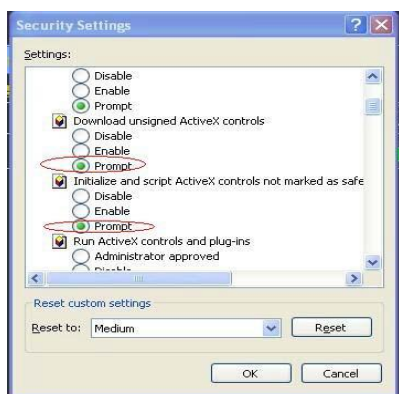 Security Settings
Settings:
Disable
Enable
Prompt
Download unsigned ActiveX controls
Disable
Enable
Prompt
Initialize and script ActiveX controls not marked as safe
Disable
Enable
Prompt
Run ActiveX controls and plug-ins
Administrator approved
Disable
Reset custom settings
Reset to: Medium Reset
OK Cancel